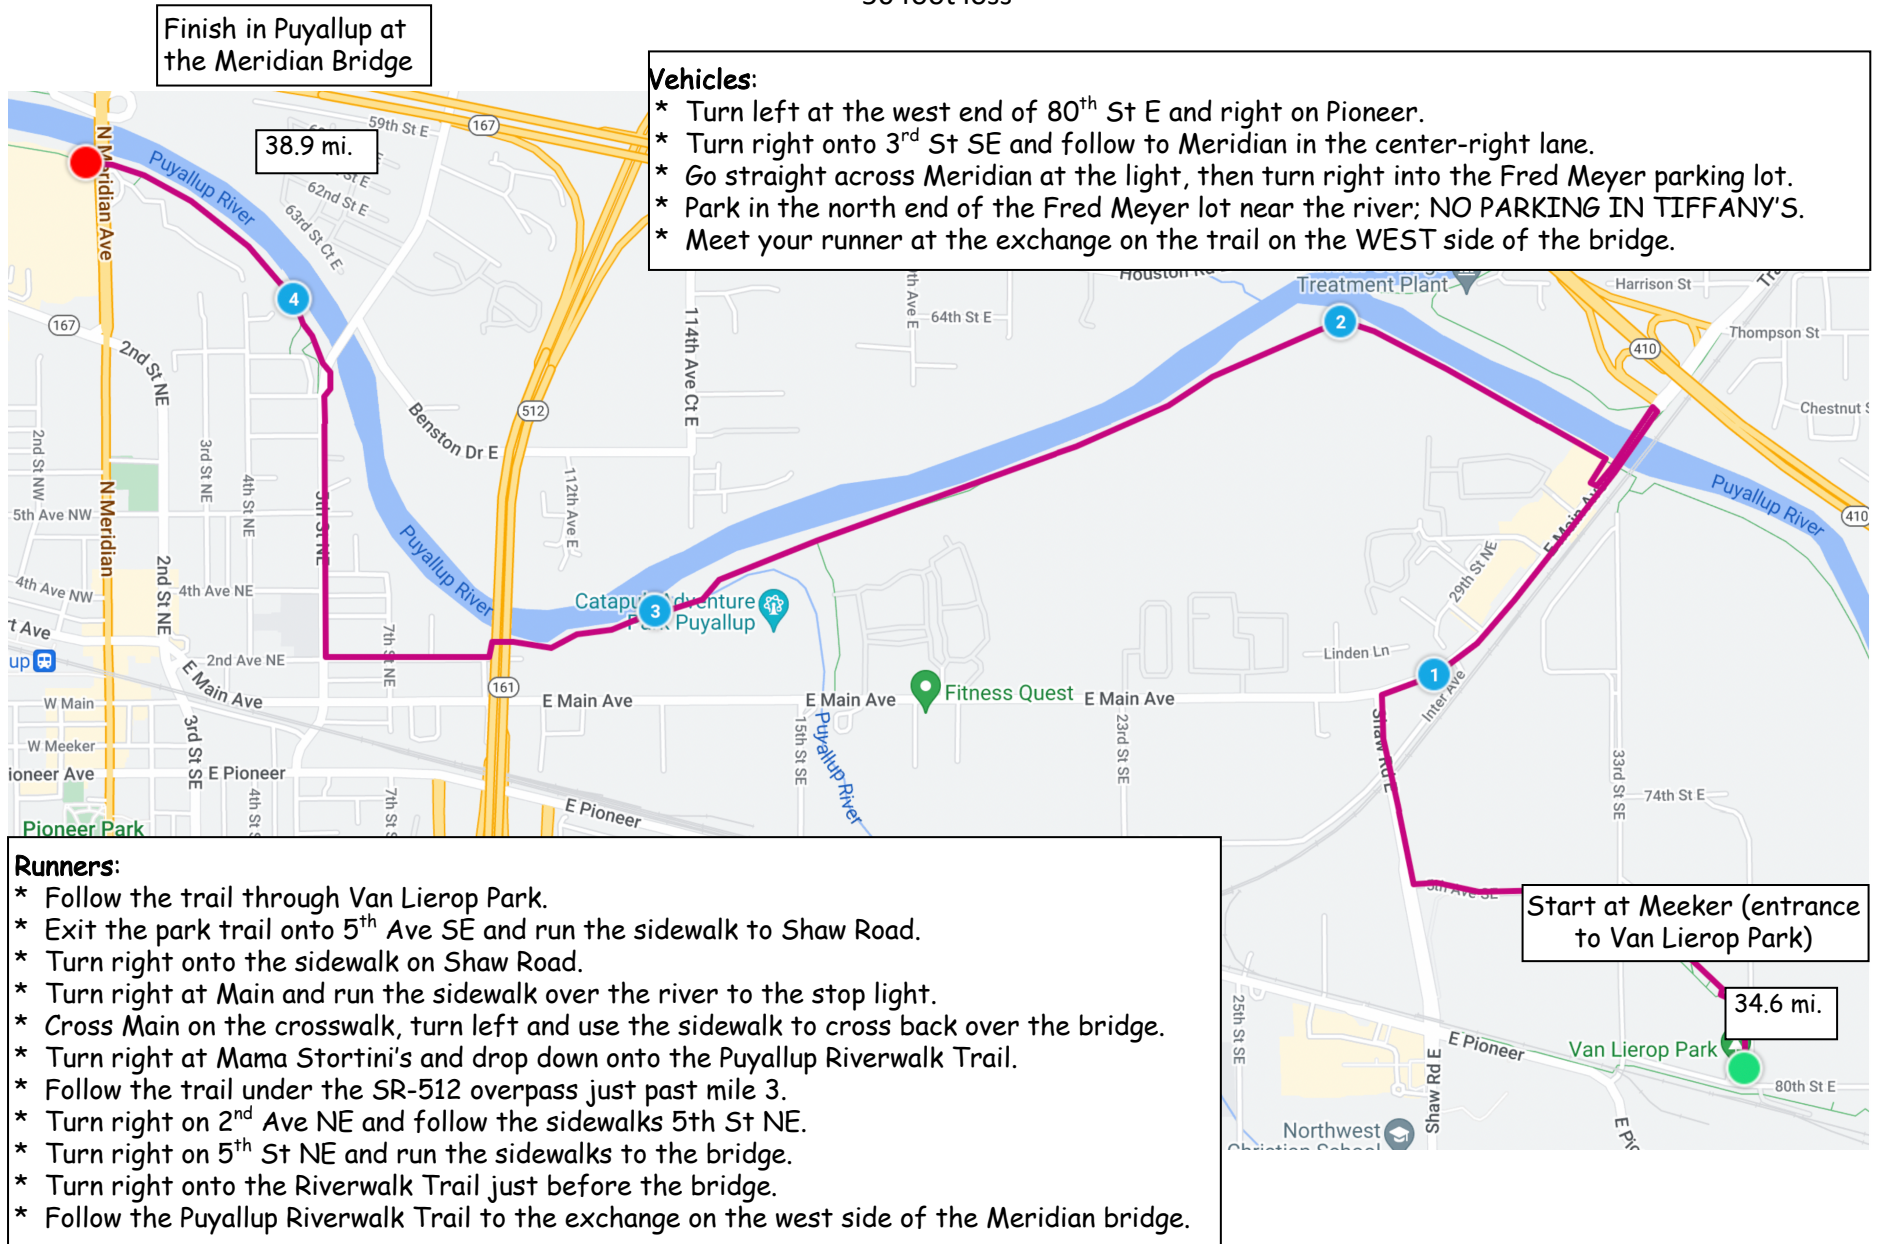 Finish in Puyallup at
the Meridian Bridge
Vehicles:
* Turn left at the west end of 80th St E and right on Pioneer.
* Turn right onto 3rd St SE and follow to Meridian in the center-right lane.
* Go straight across Meridian at the light, then turn right into the Fred Meyer parking lot.
* Park in the north end of the Fred Meyer lot near the river; NO PARKING IN TIFFANY'S.
* Meet your runner at the exchange on the trail on the WEST side of the bridge.
38.9 mi.
59th St E
167
62nd St E
63rd St Ct E
Puyallup River
N Meridian Ave
4
167
2nd St NE
Benston Dr E
512
114th Ave Ct E
64th St E
Treatment Plant
2
Harrison St
Thompson St
410
Chestnut
Puyallup River
410
2nd St NW
3rd St NE
4th St NE
5th St NE
5th Ave NW
N Meridian
112th Ave E
Puyallup River
4th Ave NW
4th Ave NE
2nd St NE
7th St NE
Catapult Adventure
Park Puyallup
3
29th St NE
E Main Ave
Linden Ln
1
Inter Ave
2nd Ave NE
E Main Ave
161
E Main Ave
E Main Ave
Fitness Quest
E Main Ave
W Main
W Meeker
3rd St SE
E Pioneer
4th St
7th St
E Pioneer
15th St SE
Puyallup River
23rd St SE
Shaw Rd E
33rd St SE
74th St E
Pioneer Park
5th Ave SE
Start at Meeker (entrance
to Van Lierop Park)
34.6 mi.
Van Lierop Park
80th St E
E Pioneer
25th St SE
Shaw Rd E
Northwest
Christian School
Runners:
* Follow the trail through Van Lierop Park.
* Exit the park trail onto 5th Ave SE and run the sidewalk to Shaw Road.
* Turn right onto the sidewalk on Shaw Road.
* Turn right at Main and run the sidewalk over the river to the stop light.
* Cross Main on the crosswalk, turn left and use the sidewalk to cross back over the bridge.
* Turn right at Mama Stortini's and drop down onto the Puyallup Riverwalk Trail.
* Follow the trail under the SR-512 overpass just past mile 3.
* Turn right on 2nd Ave NE and follow the sidewalks 5th St NE.
* Turn right on 5th St NE and run the sidewalks to the bridge.
* Turn right onto the Riverwalk Trail just before the bridge.
* Follow the Puyallup Riverwalk Trail to the exchange on the west side of the Meridian bridge.